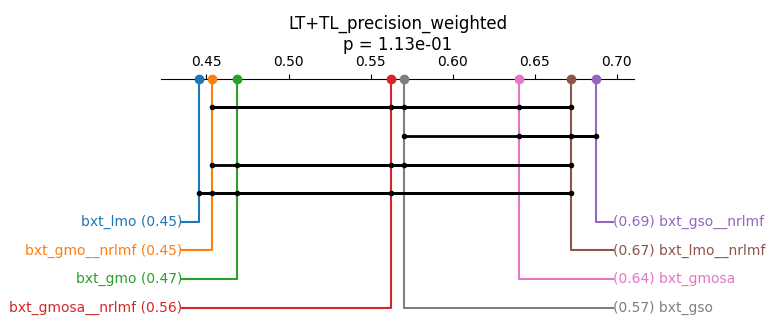 LT+TL_precision_weighted
p = 1.13e-01
0.45 0.50 0.55 0.60 0.65 0.70
bxt_lmo (0.45) (0.69) bxt_gso__nrlmf
bxt_gmo__nrlmf (0.45) (0.67) bxt_lmo__nrlmf
bxt_gmo (0.47) (0.64) bxt_gmosa
bxt_gmosa__nrlmf (0.56) (0.57) bxt_gso